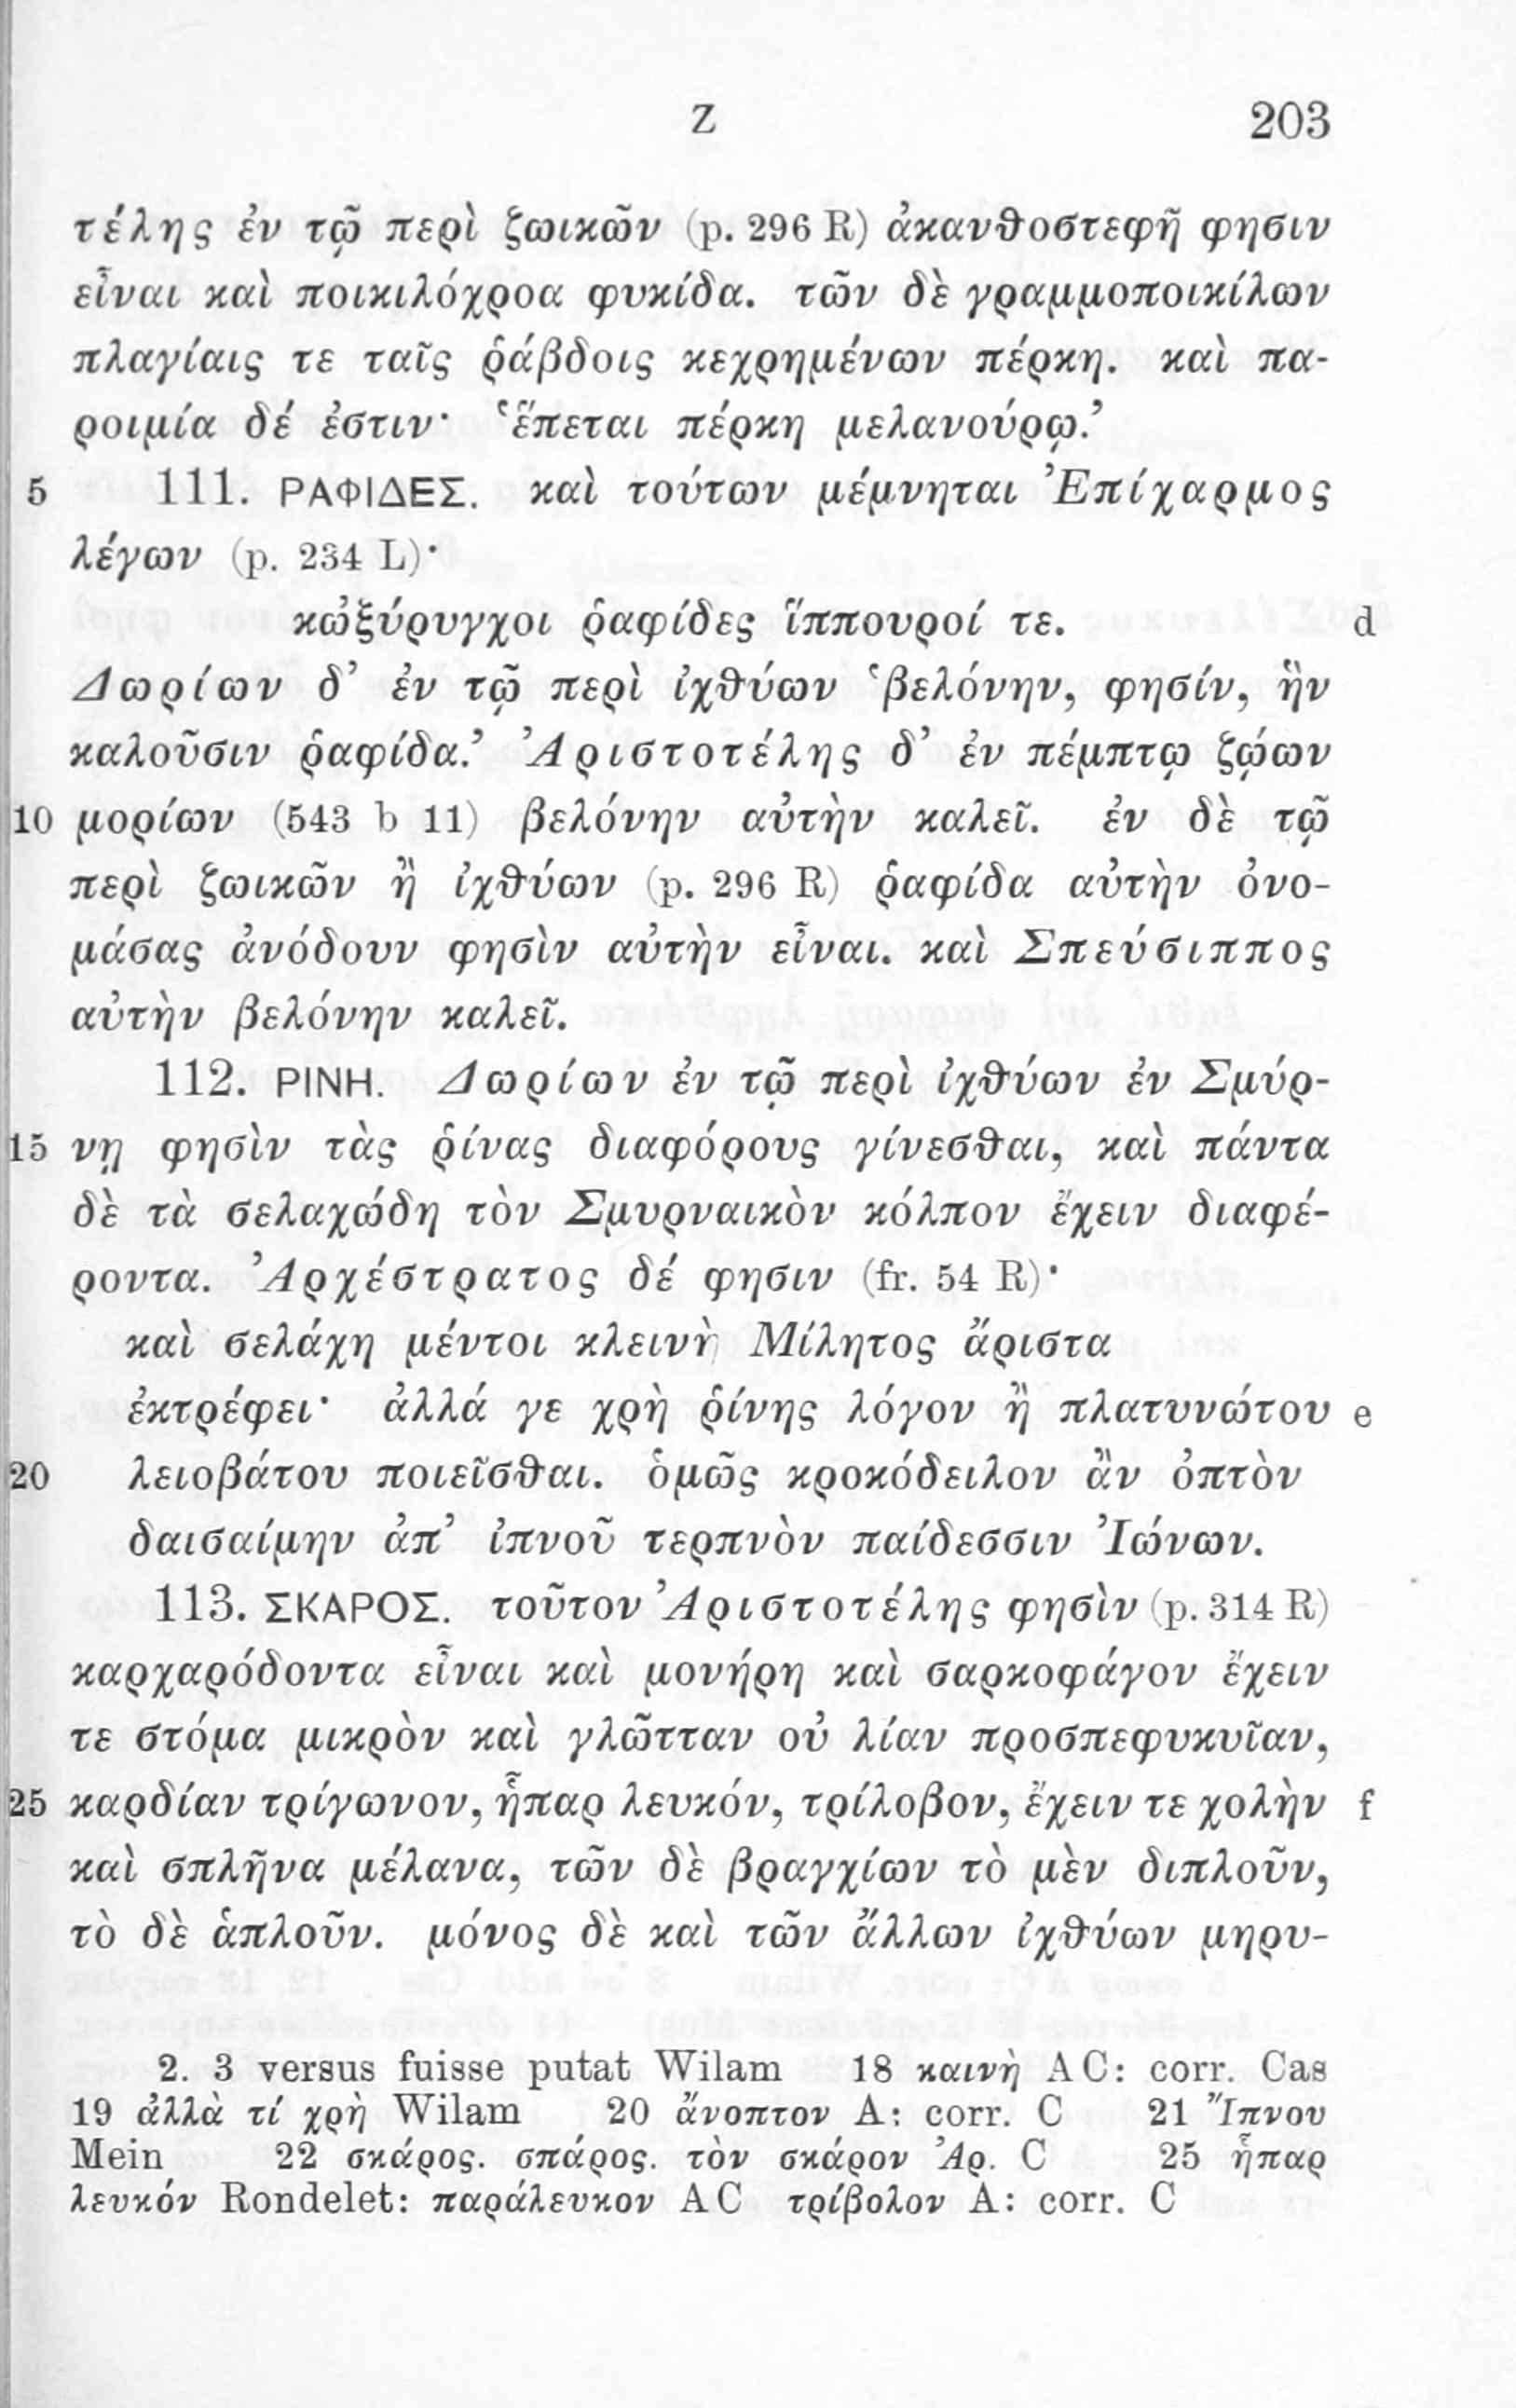 Z 203
τέλης ἐν τῷ περὶ ζωικῶν (p. 296 R) ἀκανθοστεφῆ φησιν
εἶναι καὶ ποικιλόχροα φυκίδα. τῶν δὲ γραμμοποικίλων
πλαγίαις τε ταῖς ῥάβδοις κεχρημένων πέρκη. καὶ πα-
ροιμία δέ ἐστιν· ‘ἕπεται πέρκη μελανούρῳ.’
5 111. ΡΑΦΙΔΕΣ. καὶ τούτων μέμνηται Ἐπίχαρμος
λέγων (p. 234 L)·
κὠξύρυγχοι ῥαφίδες ἵππουροί τε. d
Δωρίων δ’ ἐν τῷ περὶ ἰχθύων ‘βελόνην, φησίν, ἣν
καλοῦσιν ῥαφίδα.’ Ἀριστοτέλης δ’ ἐν πέμπτῳ ζῴων
10 μορίων (543 b 11) βελόνην αὐτὴν καλεῖ. ἐν δὲ τῷ
περὶ ζωικῶν ἢ ἰχθύων (p. 296 R) ῥαφίδα αὐτὴν ὀνο-
μάσας ἀνόδουν φησὶν αὐτὴν εἶναι. καὶ Σπεύσιππος
αὐτὴν βελόνην καλεῖ.
112. ΡΙΝΗ. Δωρίων ἐν τῷ περὶ ἰχθύων ἐν Σμύρ-
15 νῃ φησὶν τὰς ῥίνας διαφόρους γίνεσθαι, καὶ πάντα
δὲ τὰ σελαχώδη τὸν Σμυρναικὸν κόλπον ἔχειν διαφέ-
ροντα. Ἀρχέστρατος δέ φησιν (fr. 54 R)·
καὶ σελάχη μέντοι κλεινὴ Μίλητος ἄριστα
ἐκτρέφει· ἀλλά γε χρὴ ῥίνης λόγον ἢ πλατυνώτου e
20 λειοβάτου ποιεῖσθαι. ὁμῶς κροκόδειλον ἂν ὀπτὸν
δαισαίμην ἀπ’ ἰπνοῦ τερπνὸν παίδεσσιν Ἰώνων.
113. ΣΚΑΡΟΣ. τοῦτον Ἀριστοτέλης φησὶν (p. 314 R)
καρχαρόδοντα εἶναι καὶ μονήρη καὶ σαρκοφάγον ἔχειν
τε στόμα μικρὸν καὶ γλῶτταν οὐ λίαν προσπεφυκυῖαν,
25 καρδίαν τρίγωνον, ἧπαρ λευκόν, τρίλοβον, ἔχειν τε χολὴν f
καὶ σπλῆνα μέλανα, τῶν δὲ βραγχίων τὸ μὲν διπλοῦν,
τὸ δὲ ἁπλοῦν. μόνος δὲ καὶ τῶν ἄλλων ἰχθύων μηρυ-
2. 3 versus fuisse putat Wilam 18 καινὴ AC: corr. Cas
19 ἀλλὰ τί χρὴ Wilam 20 ἄνοπτον A: corr. C 21 Ἴπνου
Mein 22 σκάρος. σπάρος. τὸν σκάρον Ἀρ. C 25 ἧπαρ
λευκόν Rondelet: παράλευκον AC τρίβολον A: corr. C